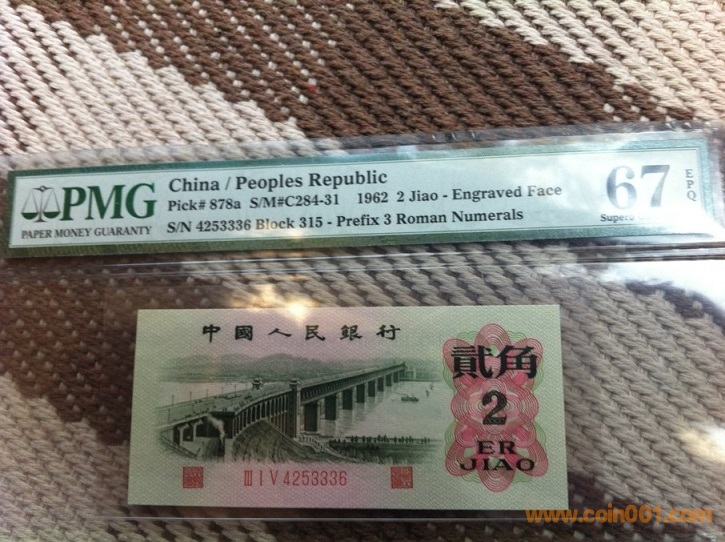 PMG
PAPER MONEY GUARANTY
China / Peoples Republic
Pick# 878a S/M#C284-31 1962 2 Jiao - Engraved Face
S/N 4253336 Block 315 - Prefix 3 Roman Numerals
67 EPQ
Superb
中國人民銀行
貳角
2
ER
JIAO
III I V 4253336
www.coin001.com